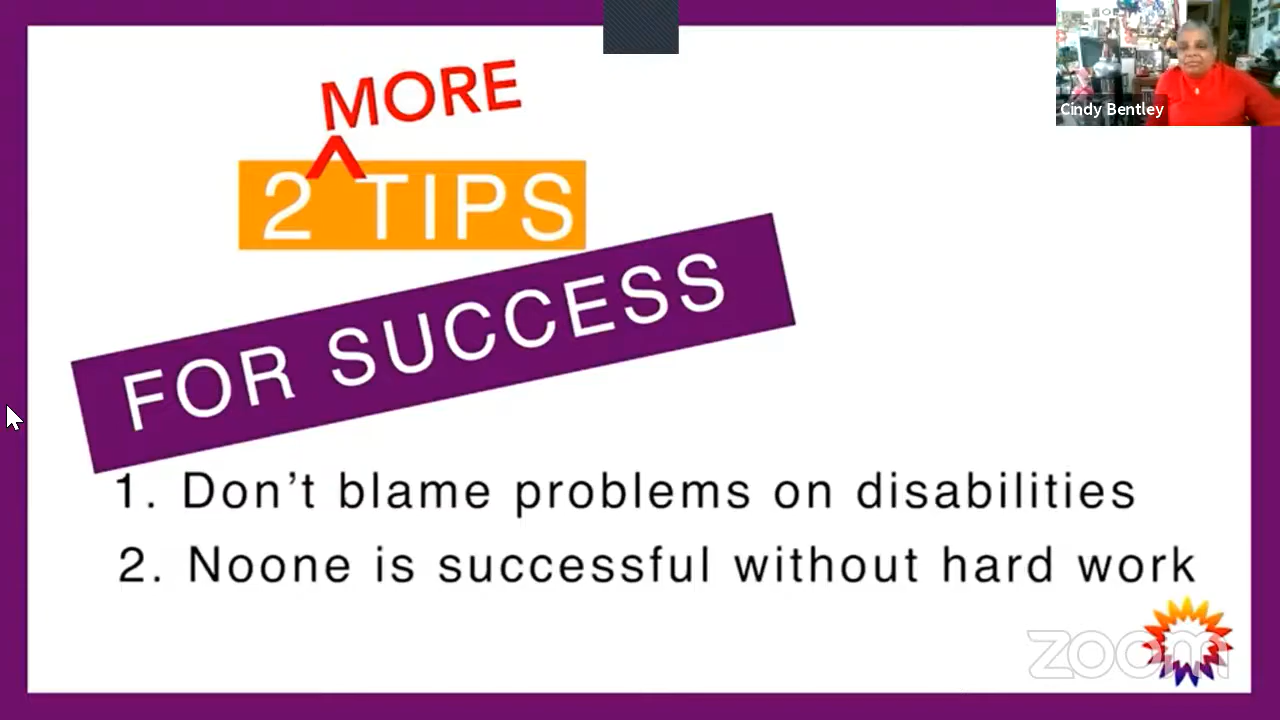 MORE
2 TIPS
FOR SUCCESS
1. Don't blame problems on disabilities
2. Noone is successful without hard work
Cindy Bentley
zoom